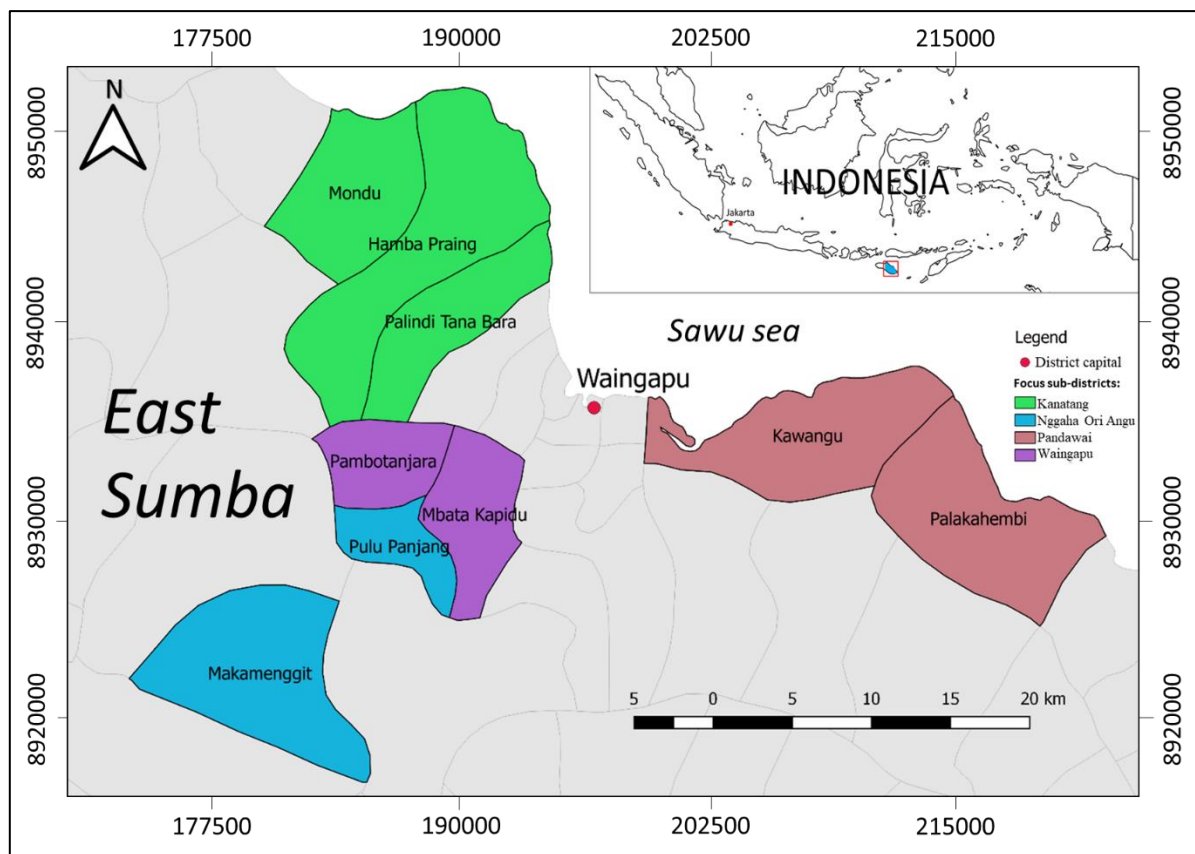 177500 190000 202500 215000
N
8950000
8940000
8930000
8920000
8950000
8940000
8930000
8920000
INDONESIA
Jakarta
Mondu
Hamba Praing
Palindi Tana Bara
Sawu sea
Waingapu
East
Sumba
Pambotanjara
Mbata Kapidu
Pulu Panjang
Makamenggit
Kawangu
Palakahembi
Legend
District capital
Focus sub-districts:
Kanatang
Nggaha Ori Angu
Pandawai
Waingapu
5 0 5 10 15 20 km
177500 190000 202500 215000